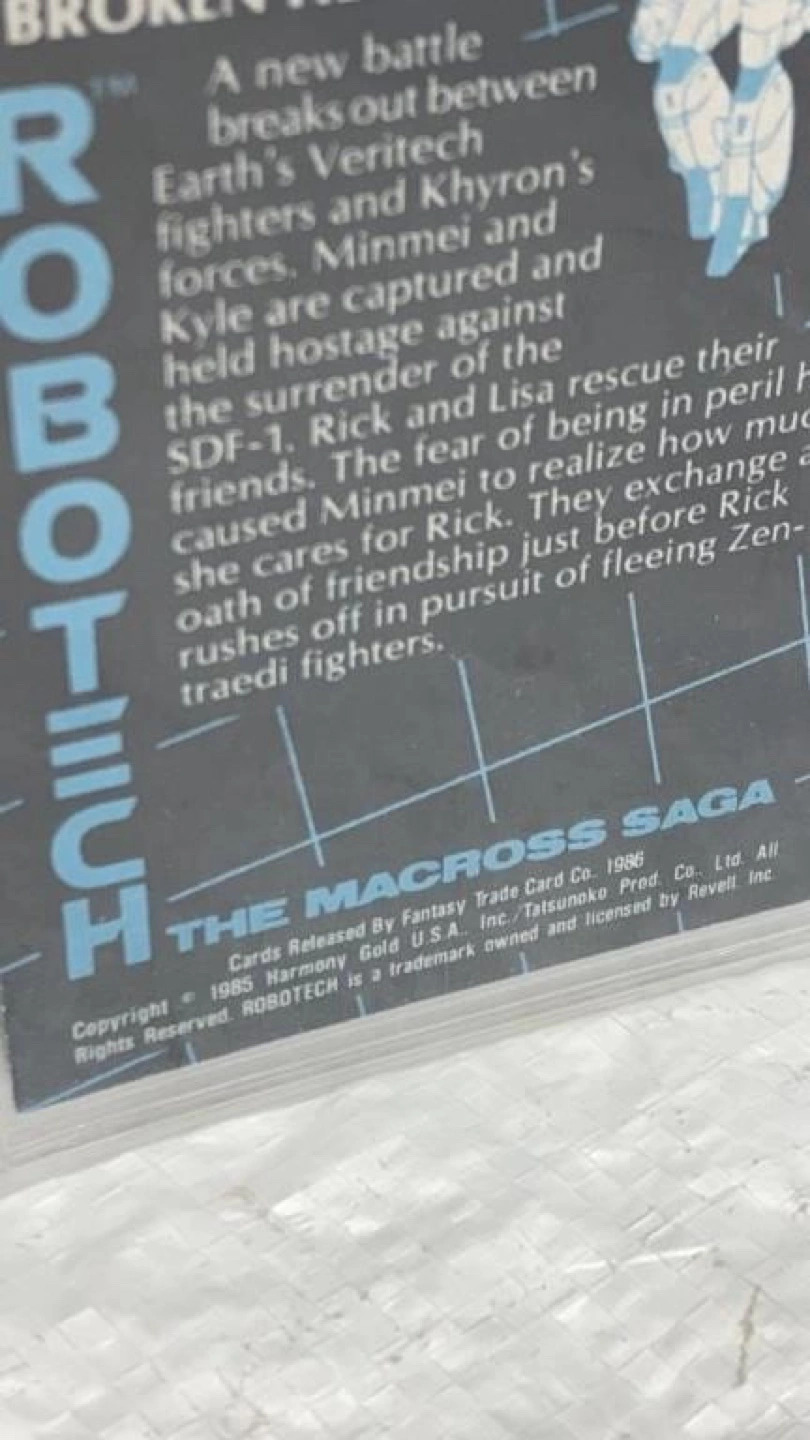 BROKEN
ROBOTECH™
A new battle
breaks out between
Earth's Veritech
fighters and Khyron's
forces. Minmei and
Kyle are captured and
held hostage against
the surrender of the
SDF-1. Rick and Lisa rescue their
friends. The fear of being in peril
caused Minmei to realize how
she cares for Rick. They exchange
oath of friendship just before Rick
rushes off in pursuit of fleeing Zen-
traedi fighters.
THE MACROSS SAGA
Cards Released By Fantasy Trade Card Co. 1986
Copyright © 1985 Harmony Gold U.S.A., Inc./Tatsunoko Prod. Co., Ltd. All
Rights Reserved. ROBOTECH is a trademark owned and licensed by Revell Inc.